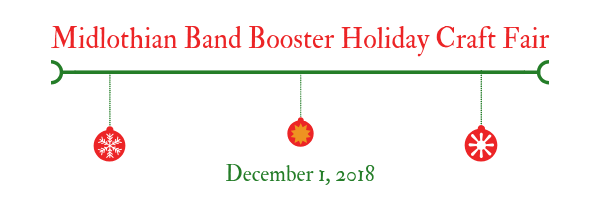 Midlothian Band Booster Holiday Craft Fair
December 1, 2018